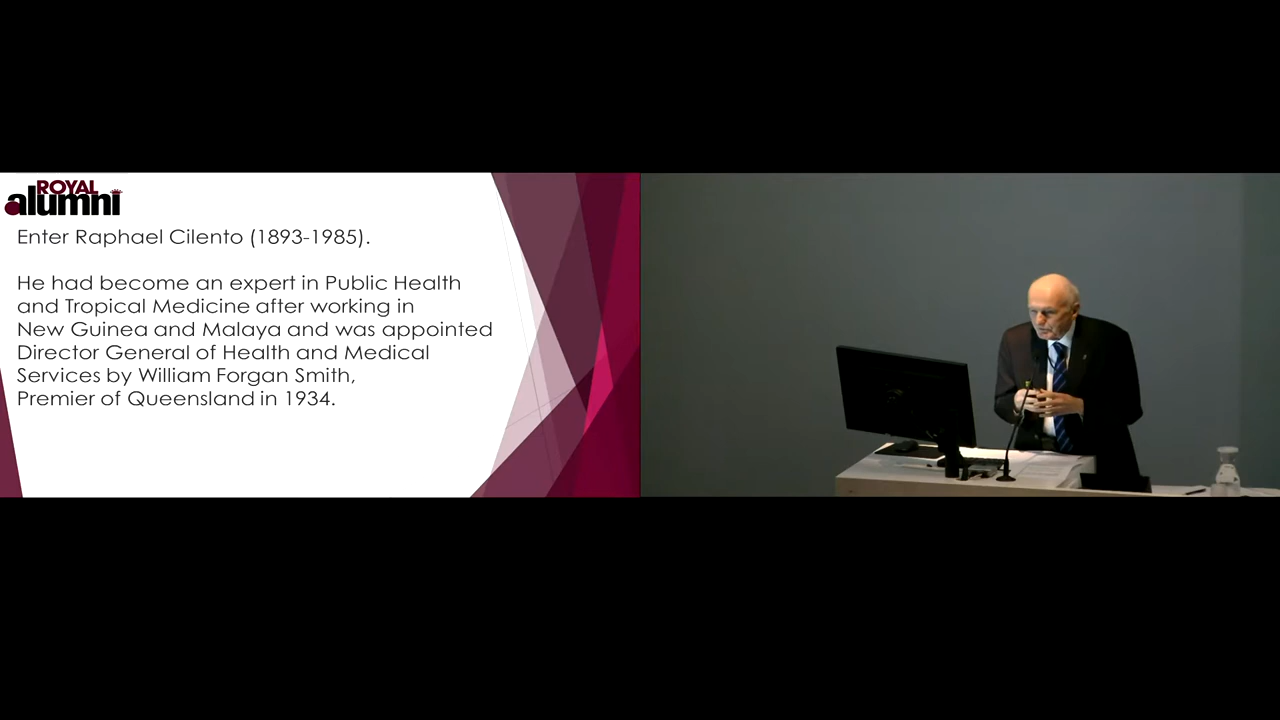 ROYAL
alumni
Enter Raphael Cilento (1893-1985).
He had become an expert in Public Health
and Tropical Medicine after working in
New Guinea and Malaya and was appointed
Director General of Health and Medical
Services by William Forgan Smith,
Premier of Queensland in 1934.